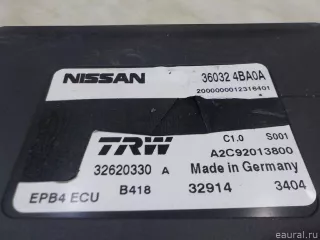 NISSAN 36032 4BA0A
2000000012316401
TRW C1.0 S001
A2C92013800
32620330 A Made in Germany
EPB4 ECU B418 32914 3404
eaural.ru